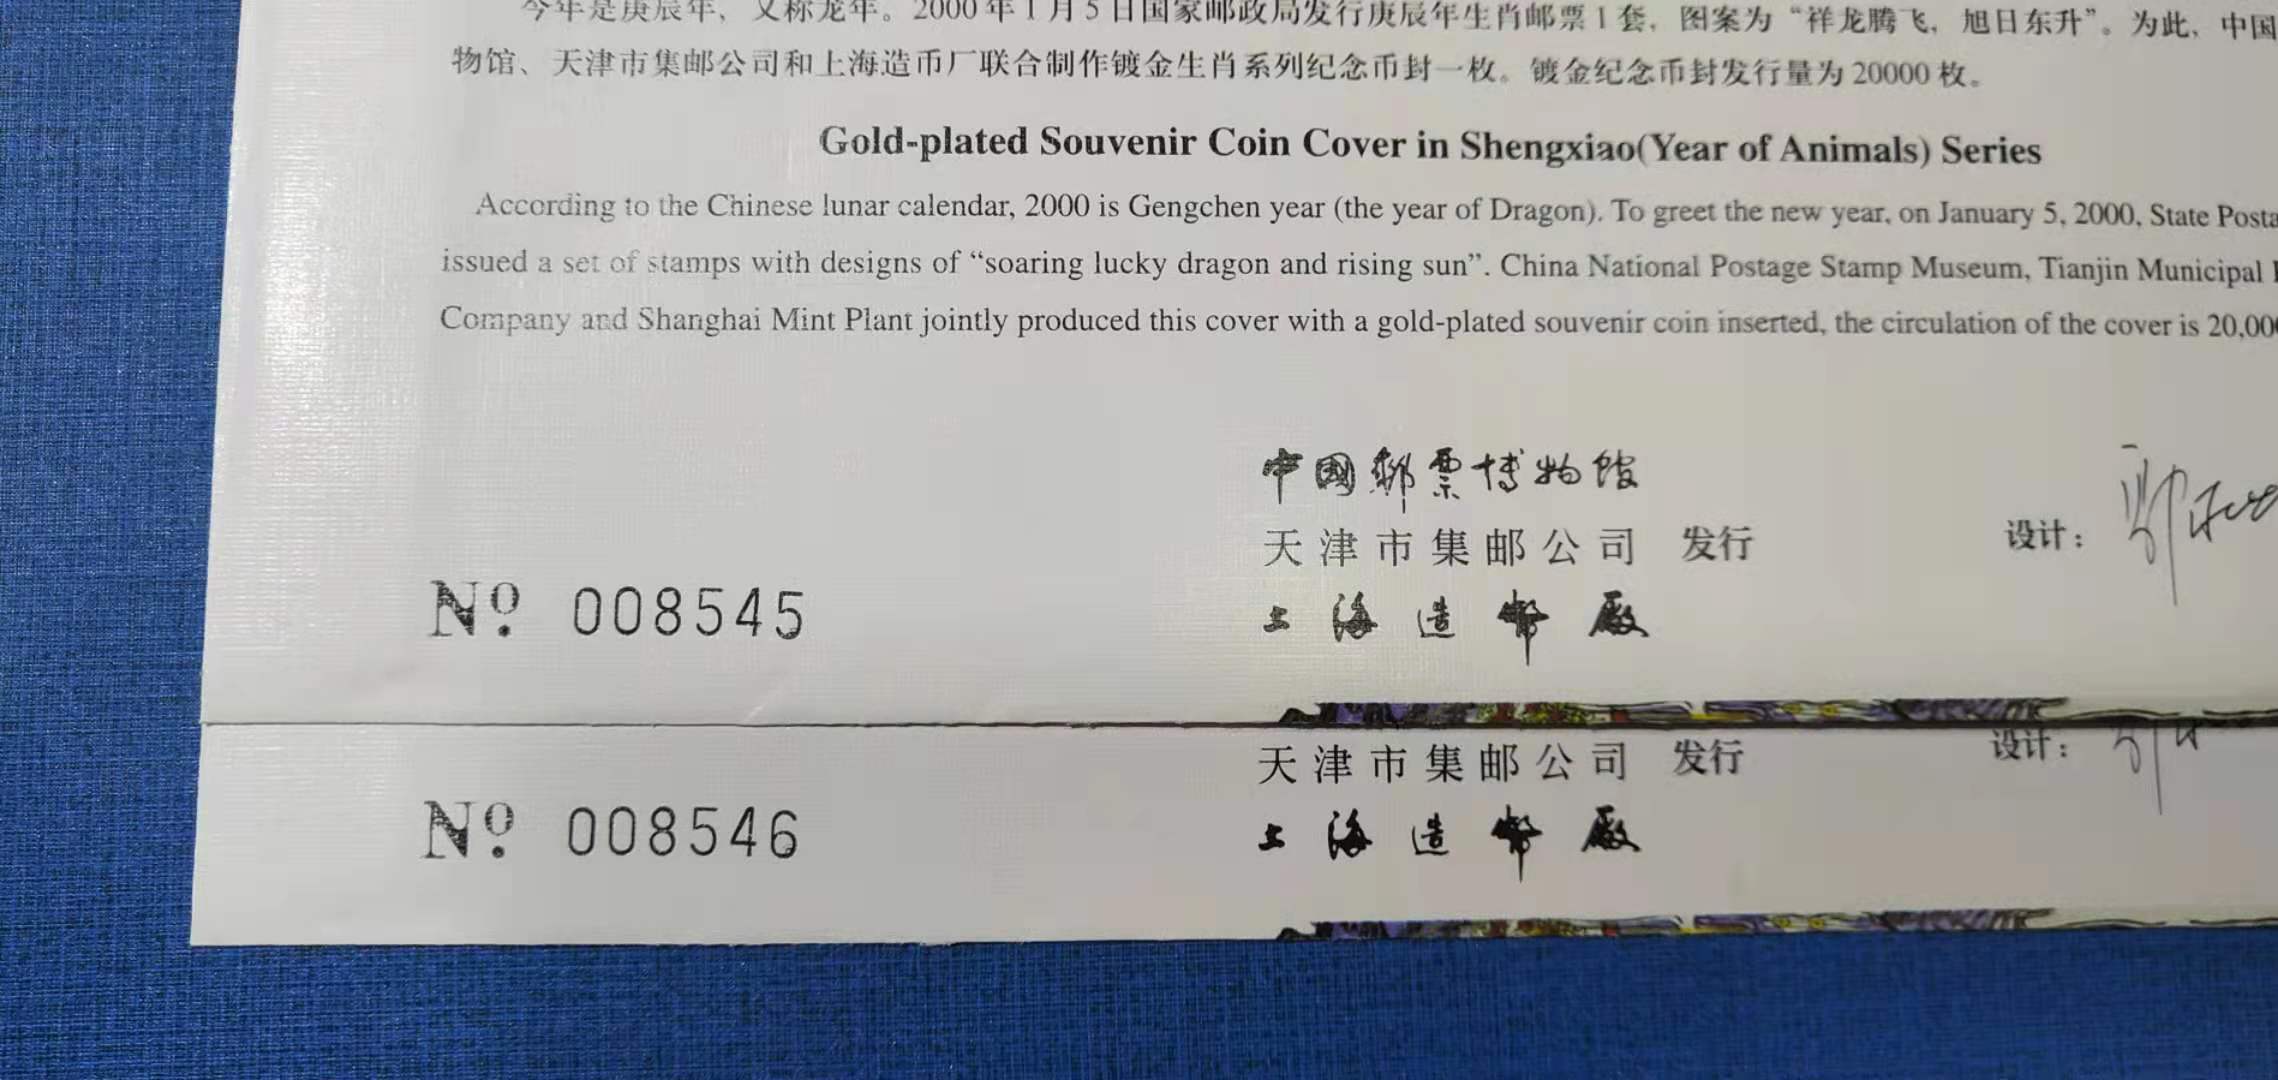 今年是庚辰年，又称龙年。2000年1月5日国家邮政局发行庚辰年生肖邮票1套，图案为“祥龙腾飞，旭日东升”。为此，中国
物馆、天津市集邮公司和上海造币厂联合制作镀金生肖系列纪念币封一枚。镀金纪念币封发行量为20000枚。
Gold-plated Souvenir Coin Cover in Shengxiao(Year of Animals) Series
According to the Chinese lunar calendar, 2000 is Gengchen year (the year of Dragon). To greet the new year, on January 5, 2000, State Posta
issued a set of stamps with designs of “soaring lucky dragon and rising sun”. China National Postage Stamp Museum, Tianjin Municipal
Company and Shanghai Mint Plant jointly produced this cover with a gold-plated souvenir coin inserted, the circulation of the cover is 20,000
中國郵票博物館
天津市集邮公司 发行
设计：
上海造幣廠
Nº 008545
天津市集邮公司 发行
设计：
上海造幣廠
Nº 008546